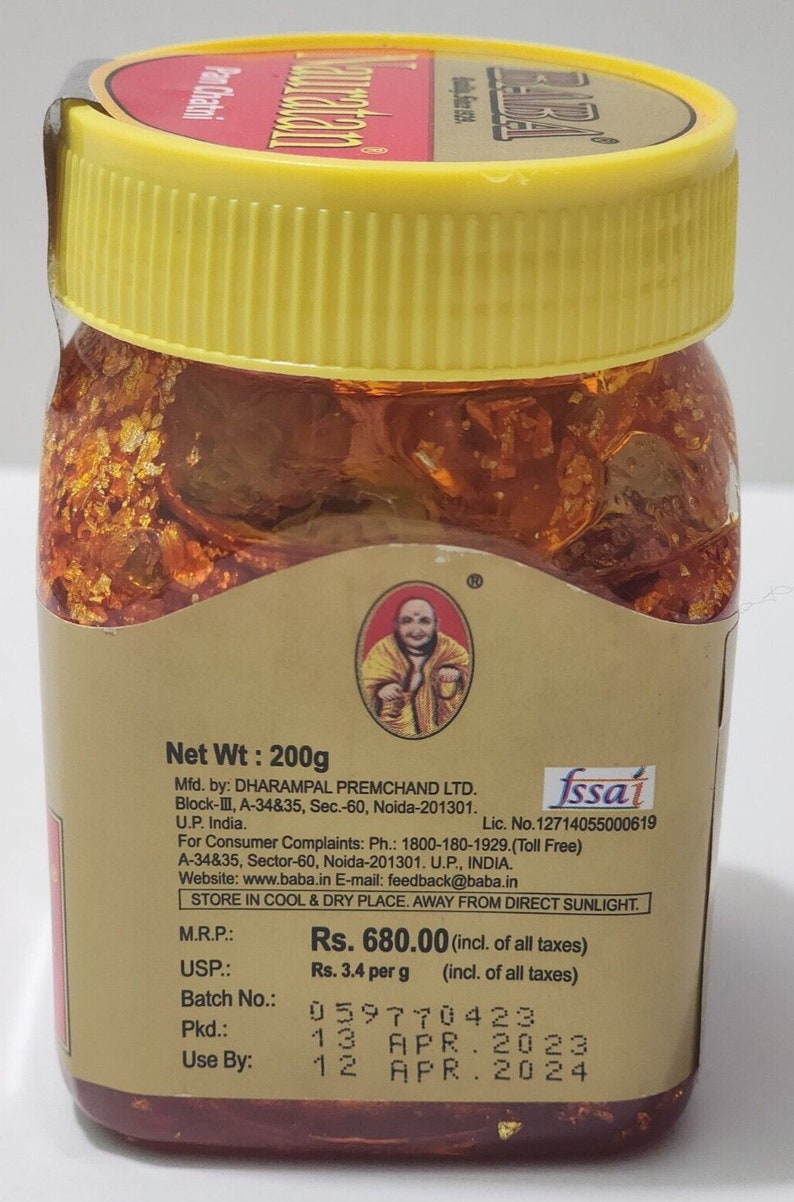 BABA®
Estd. Since 1929.
Navratan®
Pan Chatni
®
Net Wt : 200g
Mfd. by: DHARAMPAL PREMCHAND LTD.
Block-III, A-34&35, Sec.-60, Noida-201301.
U.P. India.
fssai
Lic. No.12714055000619
For Consumer Complaints: Ph.: 1800-180-1929.(Toll Free)
A-34&35, Sector-60, Noida-201301. U.P., INDIA.
Website: www.baba.in E-mail: feedback@baba.in
STORE IN COOL & DRY PLACE. AWAY FROM DIRECT SUNLIGHT.
M.R.P.: Rs. 680.00 (incl. of all taxes)
USP.: Rs. 3.4 per g (incl. of all taxes)
Batch No.: 059770423
Pkd.: 13 APR.2023
Use By: 12 APR.2024